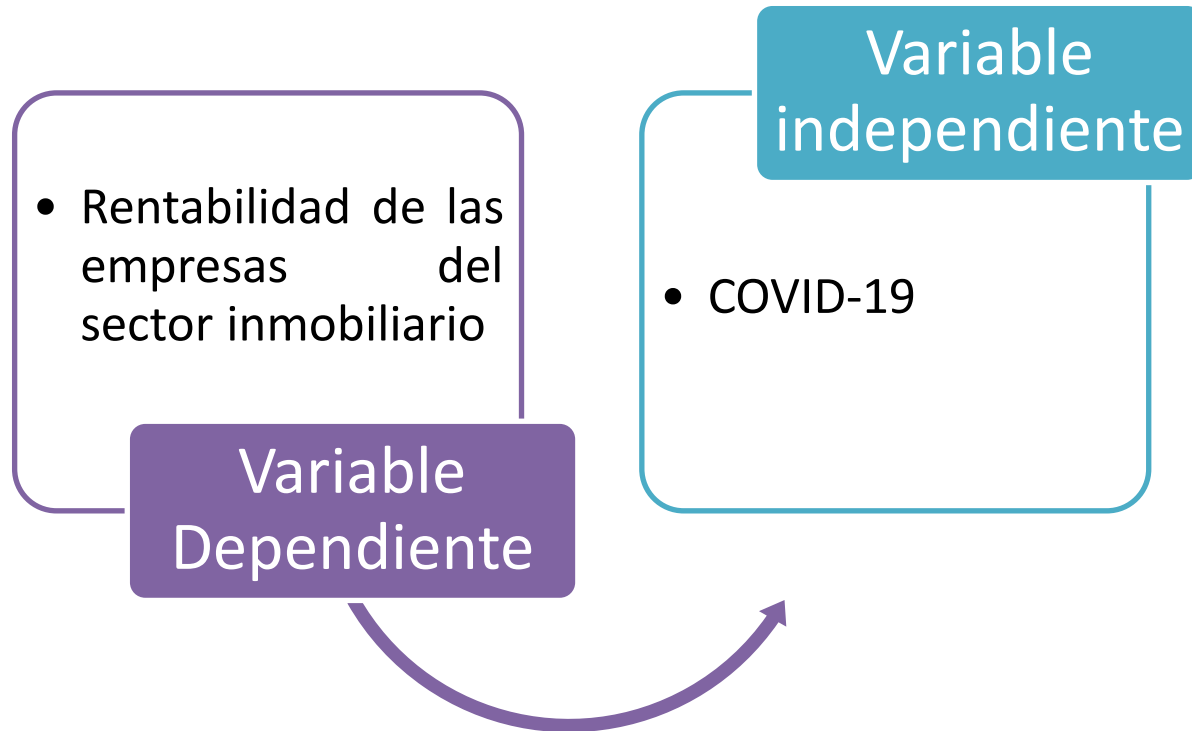 • Rentabilidad de las
empresas del
sector inmobiliario
Variable
Dependiente
Variable
independiente
• COVID-19